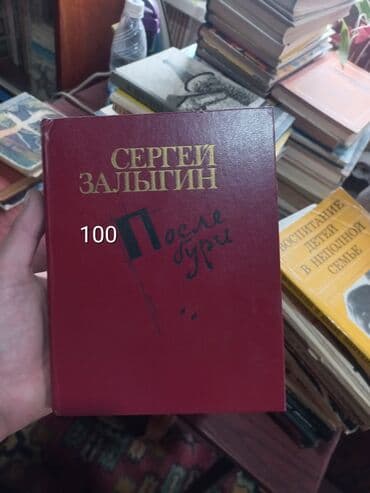 СЕРГЕЙ
ЗАЛЫГИН
100
После
бури
ВОСПИТАНИЕ
ДЕТЕЙ
В НЕПОЛНОЙ
СЕМЬЕ